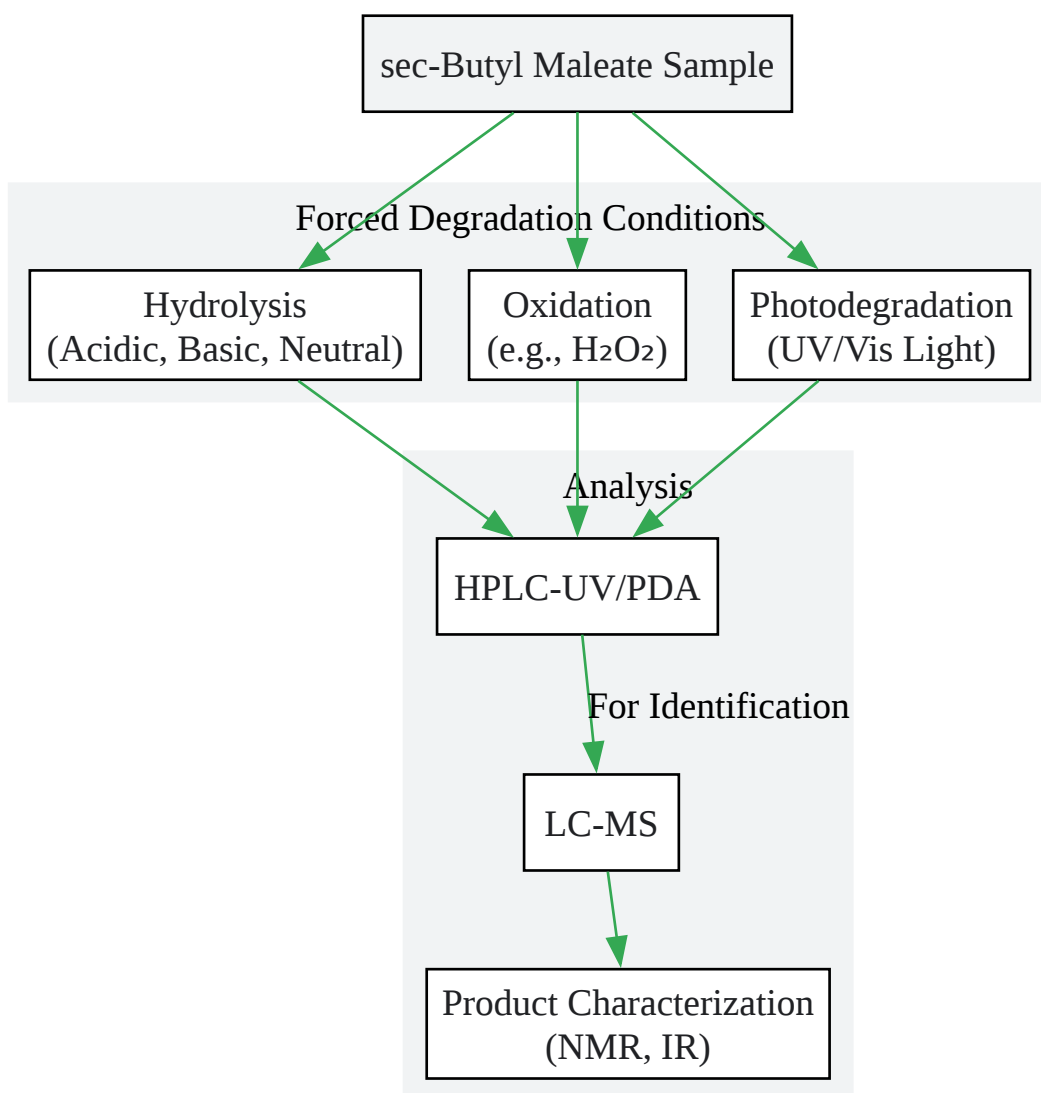 sec-Butyl Maleate Sample
Forced Degradation Conditions
Hydrolysis
(Acidic, Basic, Neutral)
Oxidation
(e.g., H₂O₂)
Photodegradation
(UV/Vis Light)
Analysis
HPLC-UV/PDA
For Identification
LC-MS
Product Characterization
(NMR, IR)